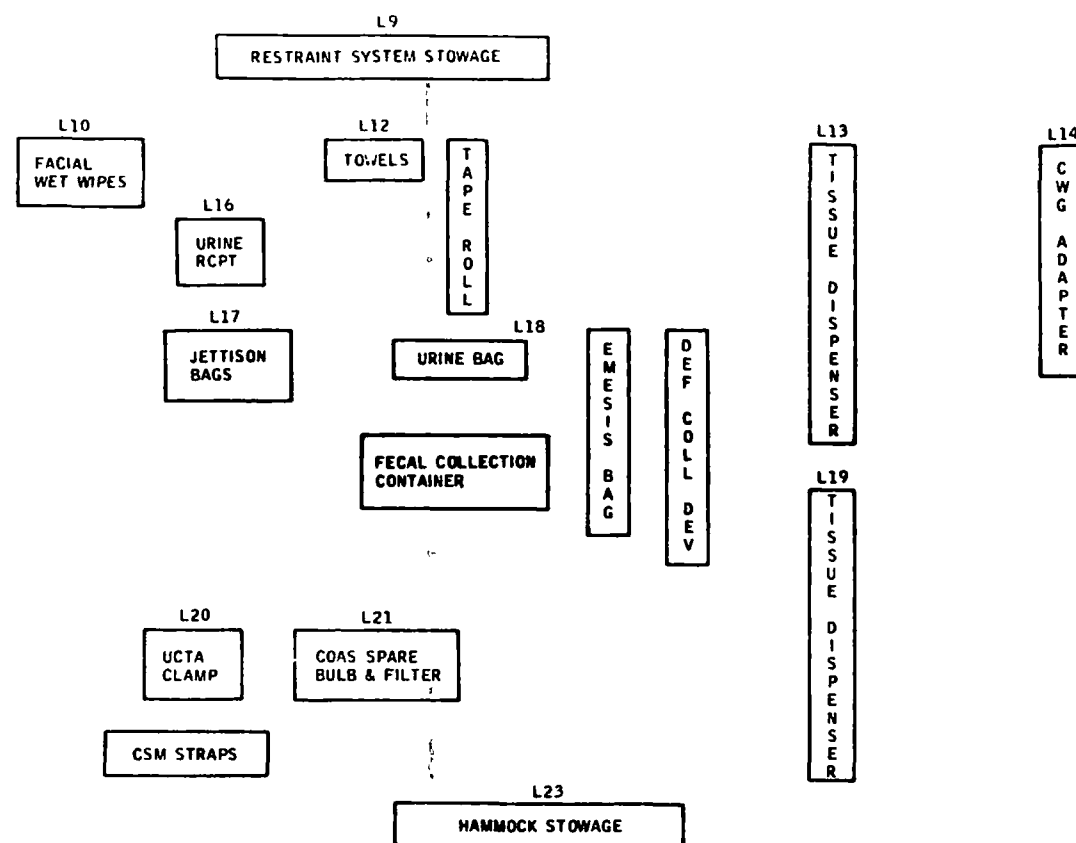 L9
RESTRAINT SYSTEM STOWAGE
L10
FACIAL
WET WIPES
L12
TOWELS
TAPE ROLL
L13
TISSUE DISPENSER
L14
CWG ADAPTER
L16
URINE
RCPT
L17
JETTISON
BAGS
L18
URINE BAG
EMESIS BAG
DEF COLL DEV
FECAL COLLECTION
CONTAINER
L19
TISSUE DISPENSER
L20
UCTA
CLAMP
L21
COAS SPARE
BULB & FILTER
CSM STRAPS
L23
HAMMOCK STOWAGE